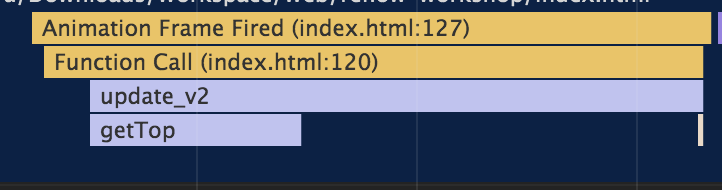 Animation Frame Fired (index.html:127)
Function Call (index.html:120)
update_v2
getTop